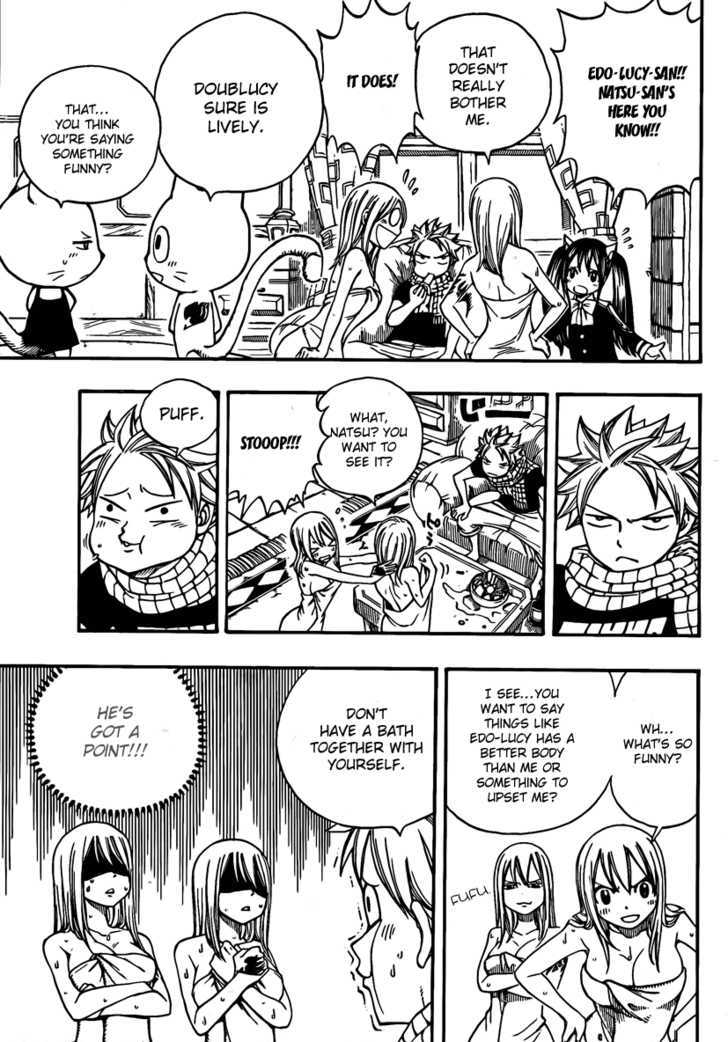 EDO-LUCY-SAN!!
NATSU-SAN'S
HERE YOU
KNOW!!
THAT
DOESN'T
REALLY
BOTHER
ME.
IT DOES!
DOUBLUCY
SURE IS
LIVELY.
THAT...
YOU THINK
YOU'RE SAYING
SOMETHING
FUNNY?
WHAT,
NATSU? YOU
WANT TO
SEE IT?
STOOOP!!!
PUFF.
WH...
WHAT'S SO
FUNNY?
I SEE...YOU
WANT TO SAY
THINGS LIKE
EDO-LUCY HAS A
BETTER BODY
THAN ME OR
SOMETHING TO
UPSET ME?
FUFU
DON'T
HAVE A BATH
TOGETHER WITH
YOURSELF.
HE'S
GOT A
POINT!!!